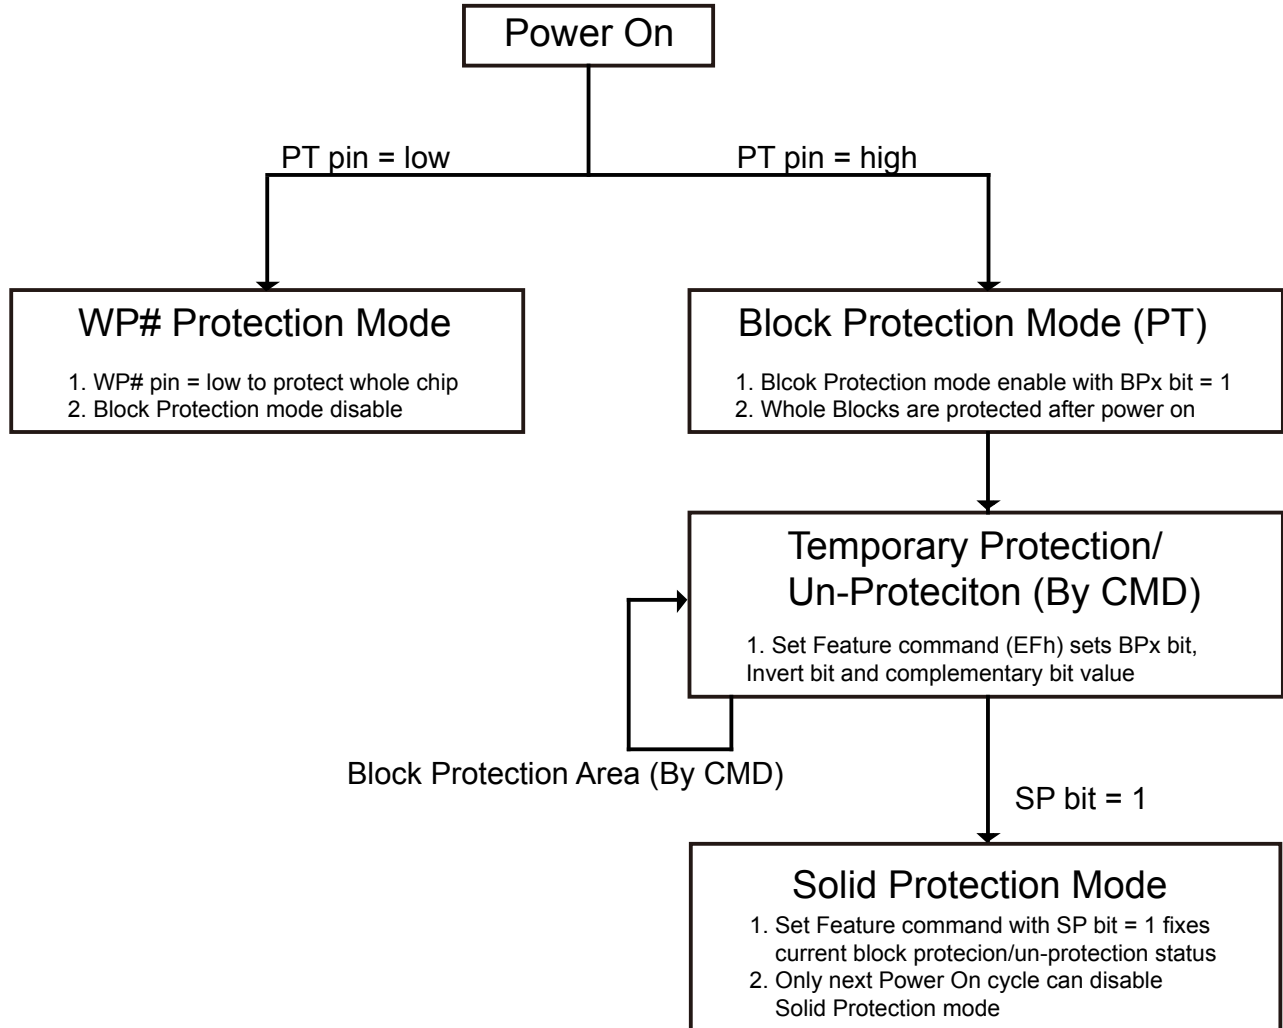 Power On
PT pin = low
PT pin = high
WP# Protection Mode
1. WP# pin = low to protect whole chip
2. Block Protection mode disable
Block Protection Mode (PT)
1. Blcok Protection mode enable with BPx bit = 1
2. Whole Blocks are protected after power on
Temporary Protection/
Un-Proteciton (By CMD)
1. Set Feature command (EFh) sets BPx bit,
Invert bit and complementary bit value
Block Protection Area (By CMD)
SP bit = 1
Solid Protection Mode
1. Set Feature command with SP bit = 1 fixes
current block protecion/un-protection status
2. Only next Power On cycle can disable
Solid Protection mode